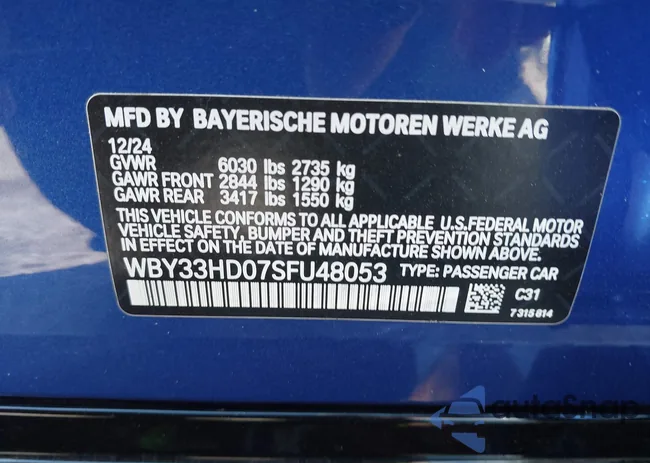 MFD BY BAYERISCHE MOTOREN WERKE AG
12/24
GVWR 6030 lbs 2735 kg
GAWR FRONT 2844 lbs 1290 kg
GAWR REAR 3417 lbs 1550 kg
THIS VEHICLE CONFORMS TO ALL APPLICABLE U.S.FEDERAL MOTOR
VEHICLE SAFETY, BUMPER AND THEFT PREVENTION STANDARDS
IN EFFECT ON THE DATE OF MANUFACTURE SHOWN ABOVE.
WBY33HD07SFU48053 TYPE: PASSENGER CAR
C31
7315814
autoSnap